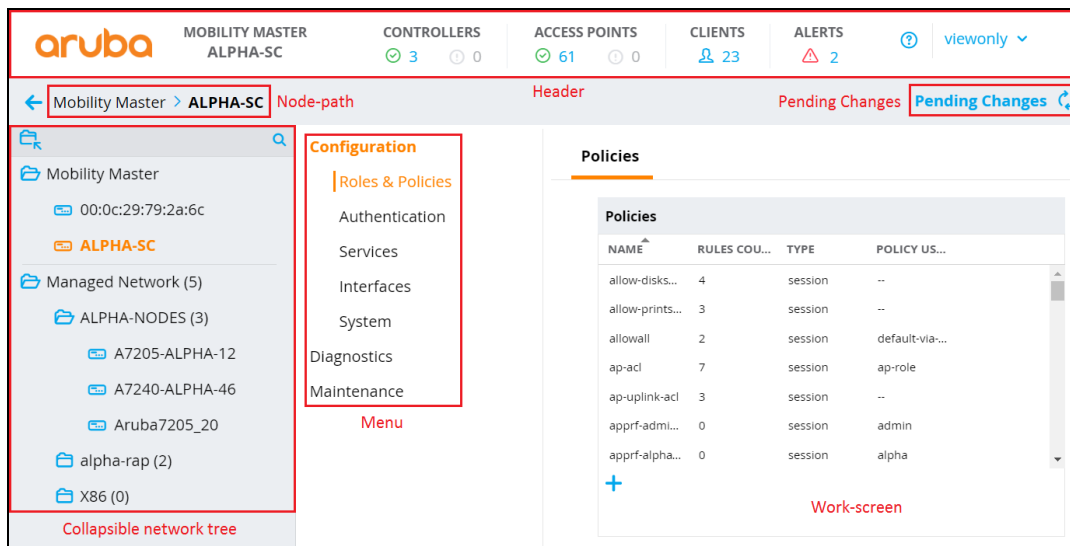 aruba
MOBILITY MASTER
ALPHA-SC
CONTROLLERS
3 0
ACCESS POINTS
61 0
CLIENTS
23
ALERTS
2
?
viewonly
Mobility Master > ALPHA-SC
Node-path
Header
Pending Changes
Pending Changes
Mobility Master
00:0c:29:79:2a:6c
ALPHA-SC
Managed Network (5)
ALPHA-NODES (3)
A7205-ALPHA-12
A7240-ALPHA-46
Aruba7205_20
alpha-rap (2)
X86 (0)
Collapsible network tree
Configuration
Roles & Policies
Authentication
Services
Interfaces
System
Diagnostics
Maintenance
Menu
Policies
Policies
NAME RULES COU... TYPE POLICY US...
allow-disks... 4 session --
allow-prints... 3 session --
allowall 2 session default-via-...
ap-acl 7 session ap-role
ap-uplink-acl 3 session --
apprf-admi... 0 session admin
apprf-alpha... 0 session alpha
+
Work-screen